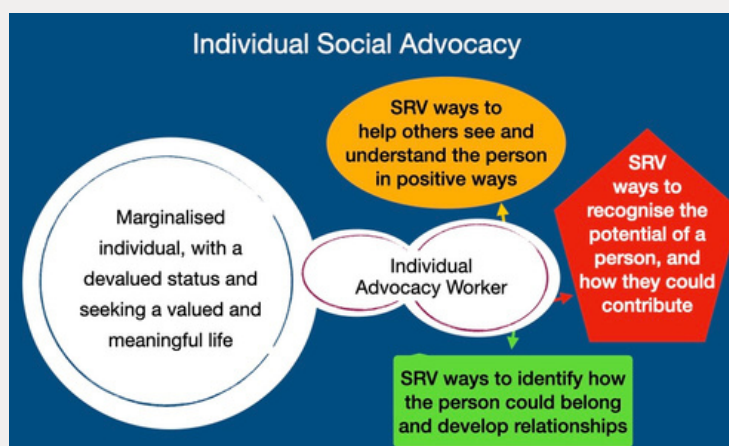 Individual Social Advocacy
SRV ways to
help others see and
understand the person
in positive ways
SRV
ways to
recognise the
potential of a
person, and
how they could
contribute
Marginalised
individual, with a
devalued status and
seeking a valued and
meaningful life
Individual
Advocacy Worker
SRV ways to identify how
the person could belong
and develop relationships